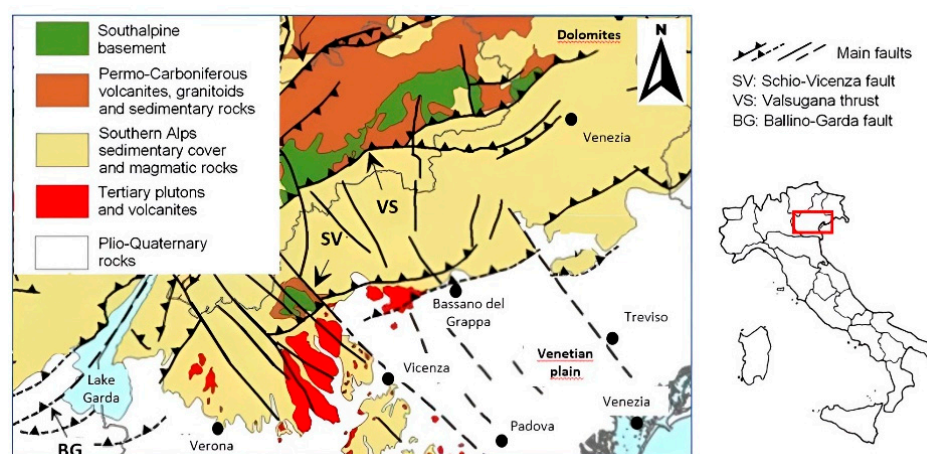 Southalpine
basement
Permo-Carboniferous
volcanites, granitoids
and sedimentary rocks
Southern Alps
sedimentary cover
and magmatic rocks
Tertiary plutons
and volcanites
Plio-Quaternary
rocks
Dolomites
N
Venezia
VS
SV
Bassano del
Grappa
Treviso
Venetian
plain
Lake
Garda
Vicenza
Venezia
Verona
Padova
BG
Main faults
SV: Schio-Vicenza fault
VS: Valsugana thrust
BG: Ballino-Garda fault